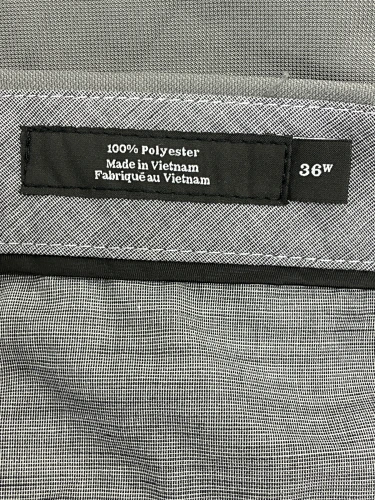 100% Polyester
Made in Vietnam
Fabriqué au Vietnam
36W